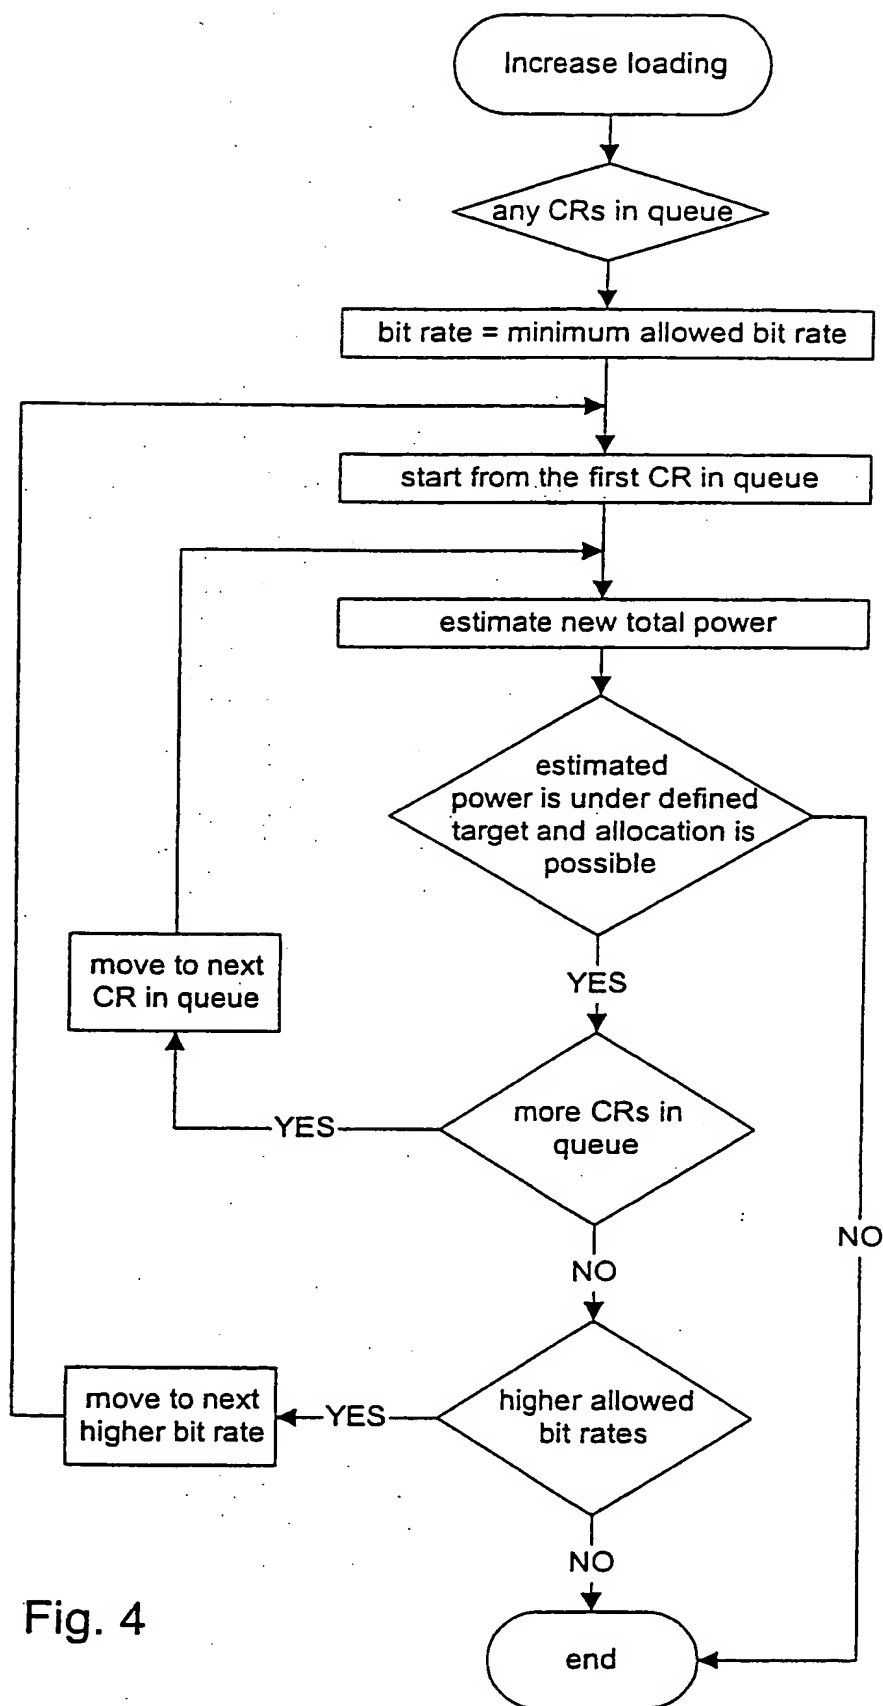 Increase loading
any CRs in queue
bit rate = minimum allowed bit rate
start from the first CR in queue
estimate new total power
estimated
power is under defined
target and allocation is
possible
YES
move to next
CR in queue
more CRs in
queue
YES
NO
NO
higher allowed
bit rates
YES
move to next
higher bit rate
NO
end
Fig. 4